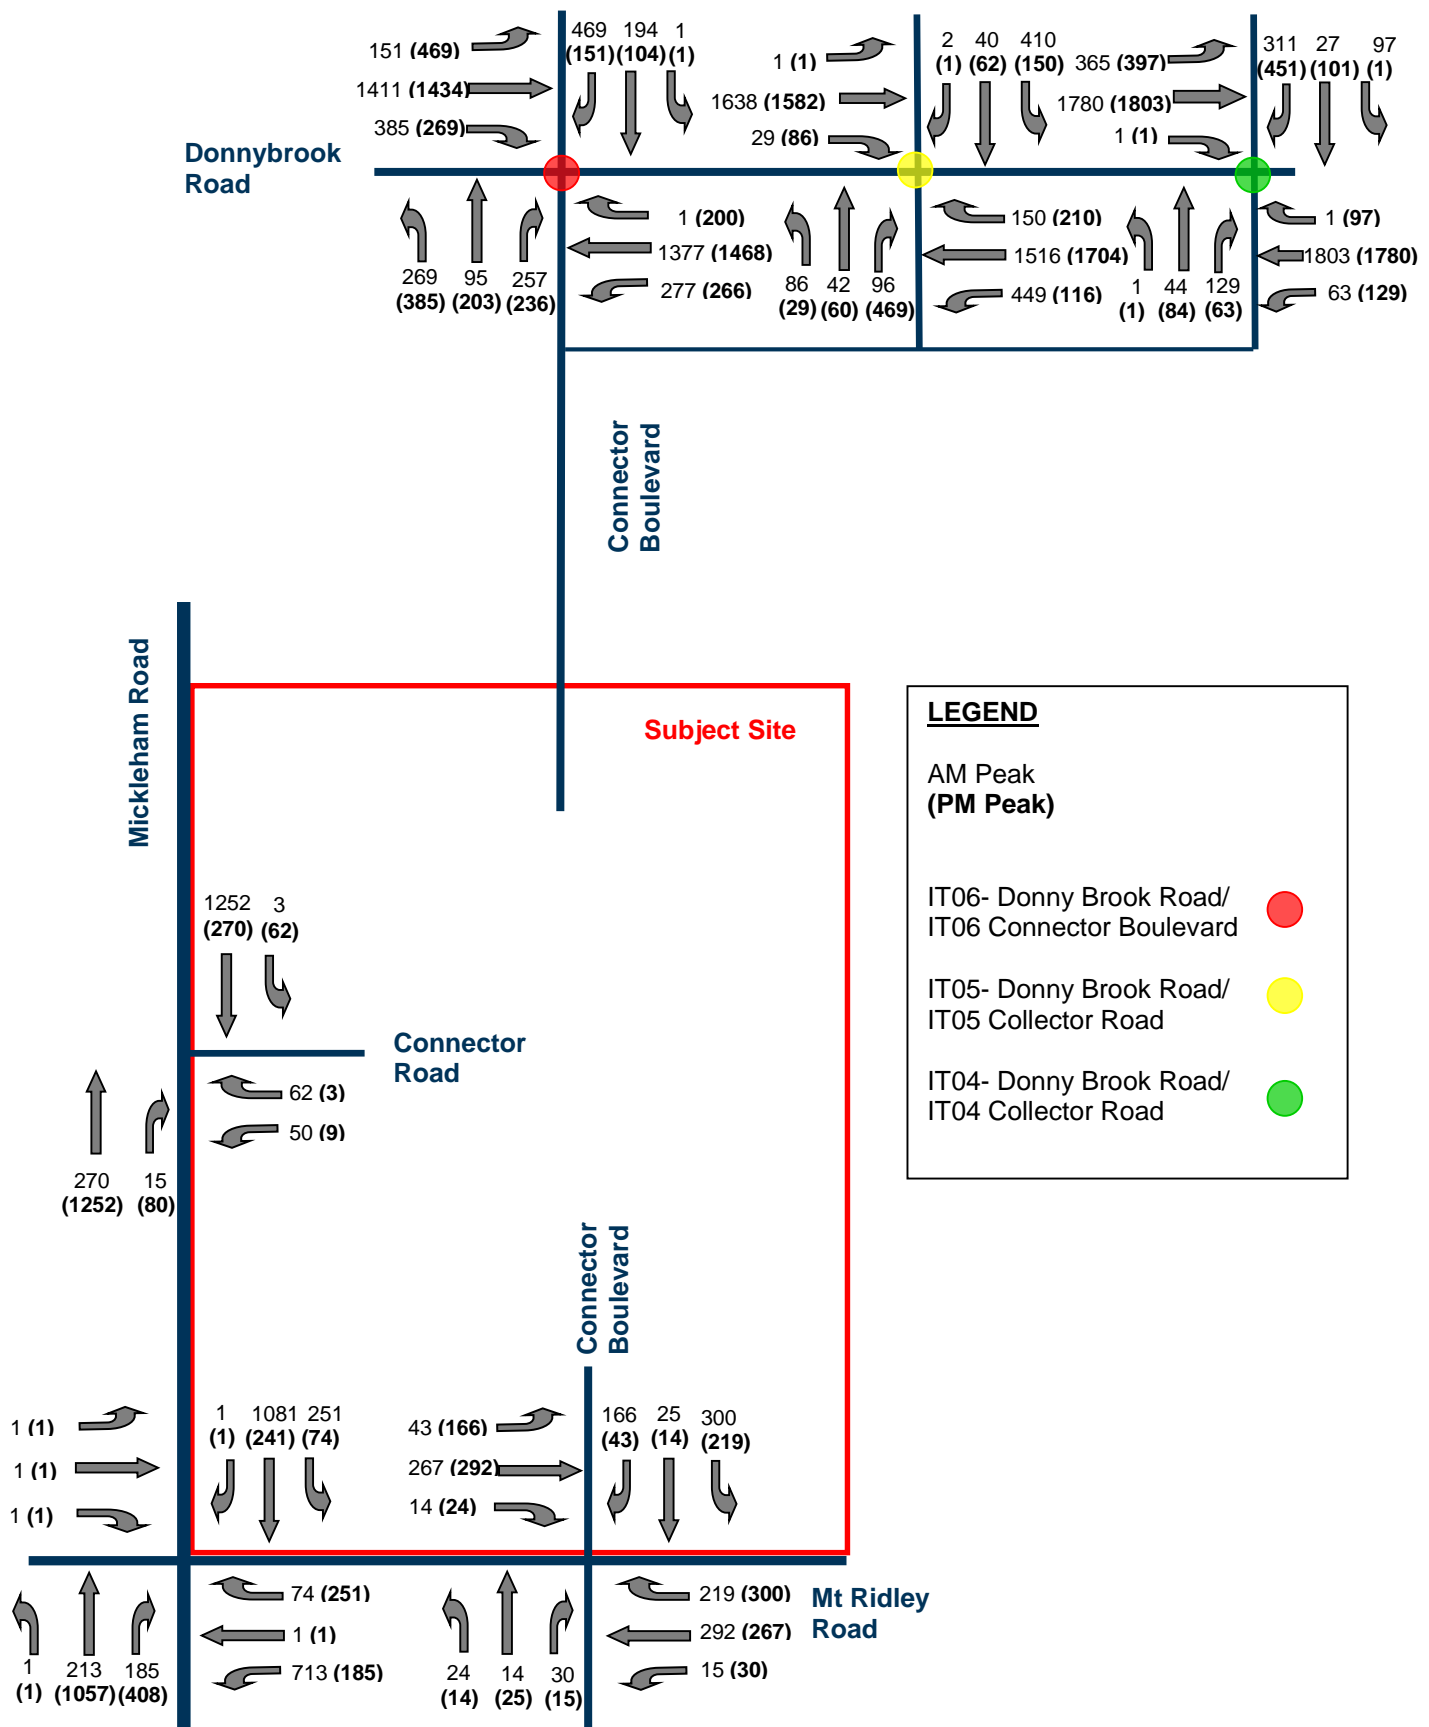 151 (469)
1411 (1434)
385 (269)
469 194 1
(151) (104) (1)
1 (1)
1638 (1582)
29 (86)
2 40 410
(1) (62) (150)
365 (397)
1780 (1803)
1 (1)
311 27 97
(451) (101) (1)
Donnybrook
Road
269 95 257
(385) (203) (236)
1 (200)
1377 (1468)
277 (266)
86 42 96
(29) (60) (469)
150 (210)
1516 (1704)
449 (116)
1 44 129
(1) (84) (63)
1 (97)
1803 (1780)
63 (129)
Connector
Boulevard
Mickleham Road
Subject Site
LEGEND
AM Peak
(PM Peak)
IT06- Donny Brook Road/
IT06 Connector Boulevard
IT05- Donny Brook Road/
IT05 Collector Road
IT04- Donny Brook Road/
IT04 Collector Road
1252 3
(270) (62)
Connector
Road
62 (3)
50 (9)
270 15
(1252) (80)
Connector
Boulevard
1 (1)
1 (1)
1 (1)
1 1081 251
(1) (241) (74)
43 (166)
267 (292)
14 (24)
166 25 300
(43) (14) (219)
74 (251)
1 (1)
713 (185)
219 (300)
292 (267)
15 (30)
Mt Ridley
Road
1 213 185
(1) (1057) (408)
24 14 30
(14) (25) (15)